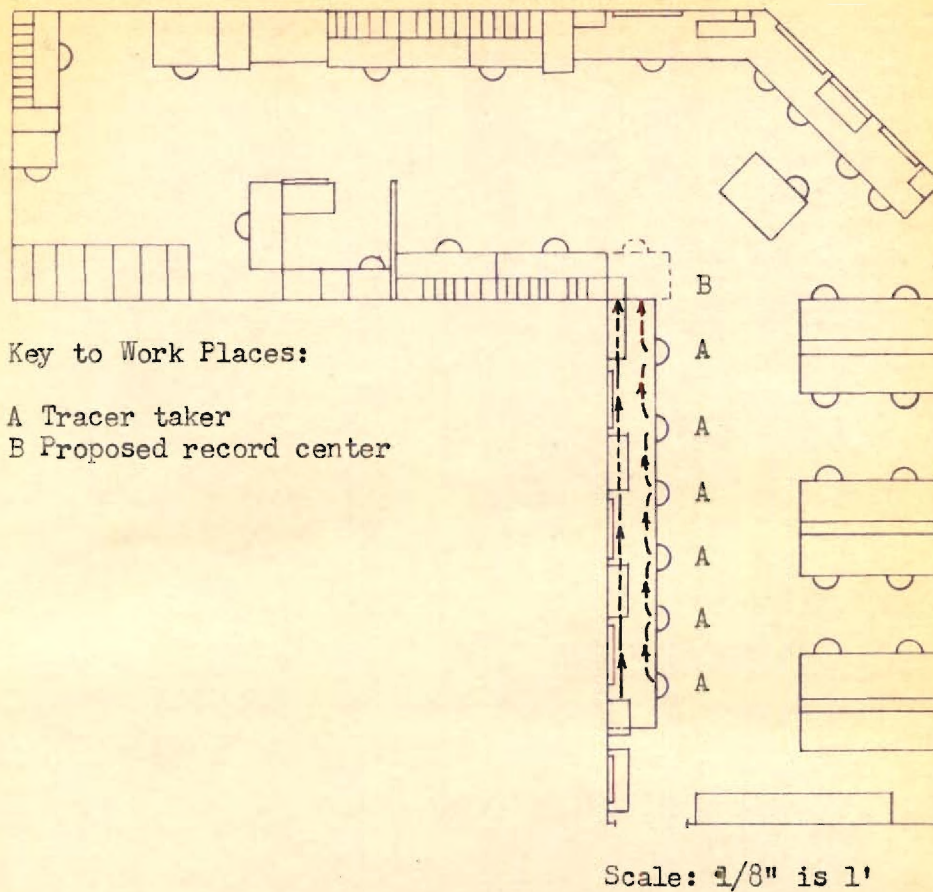 B
Key to Work Places:
A
A Tracer taker
A
B Proposed record center
A
A
A
A
Scale: 1/8" is 1'